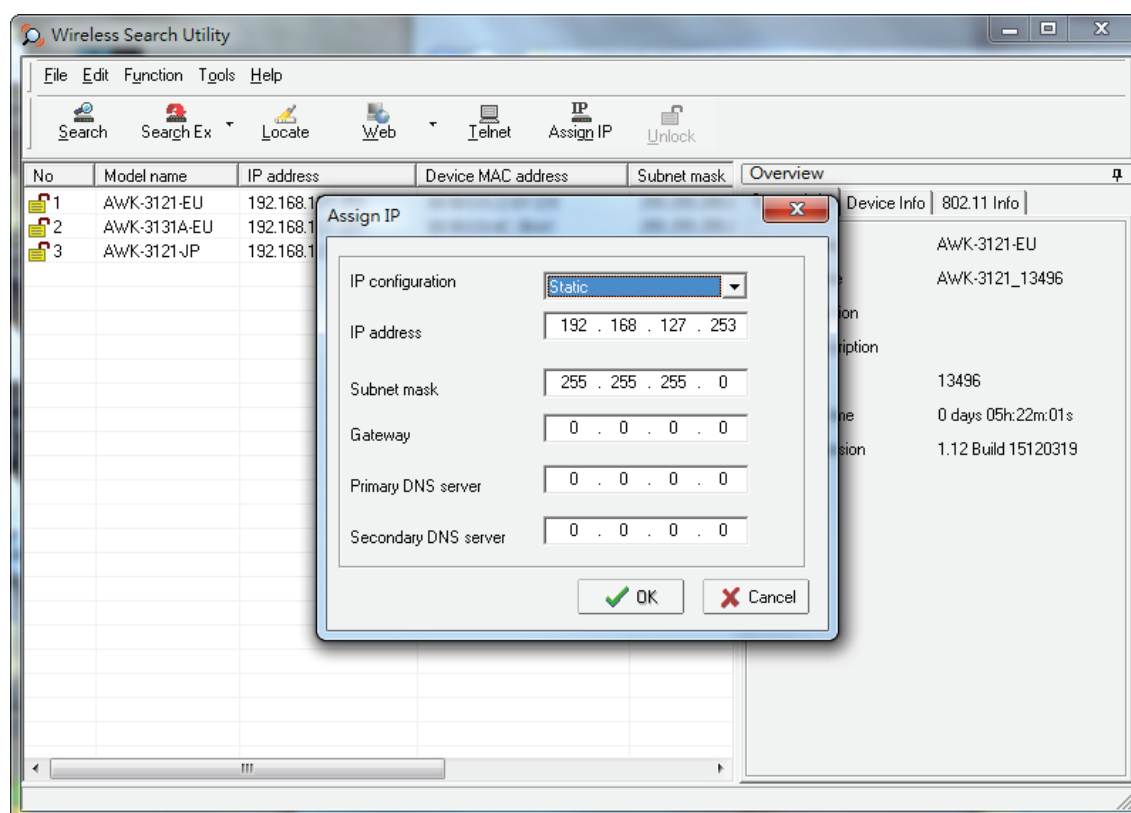 Wireless Search Utility
File Edit Function Tools Help
Search Search Ex Locate Web Telnet Assign IP Unlock
No Model name IP address Device MAC address Subnet mask Overview
1 AWK-3121-EU 192.168.1
2 AWK-3131A-EU 192.168.1
3 AWK-3121-JP 192.168.1
Device Info 802.11 Info
AWK-3121-EU
AWK-3121_13496
ion
ription
13496
ne 0 days 05h:22m:01s
sion 1.12 Build 15120319
Assign IP
IP configuration Static
IP address 192 . 168 . 127 . 253
Subnet mask 255 . 255 . 255 . 0
Gateway 0 . 0 . 0 . 0
Primary DNS server 0 . 0 . 0 . 0
Secondary DNS server 0 . 0 . 0 . 0
OK Cancel